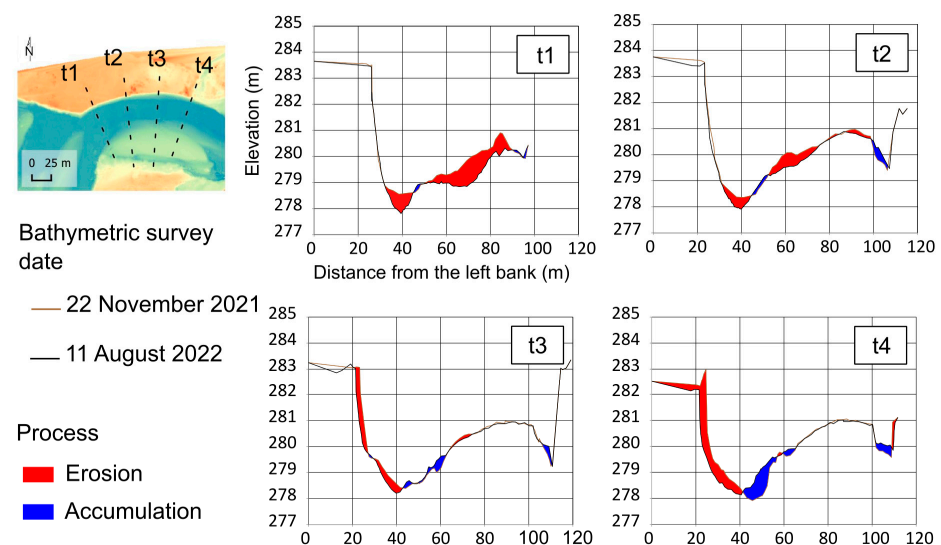 N
t1
t2
t3
t4
0 25 m
Bathymetric survey
date
22 November 2021
11 August 2022
Process
Erosion
Accumulation
Elevation (m)
285
284
283
282
281
280
279
278
277
t1
0 20 40 60 80 100 120
Distance from the left bank (m)
285
284
283
282
281
280
279
278
277
t2
0 20 40 60 80 100 120
285
284
283
282
281
280
279
278
277
t3
0 20 40 60 80 100 120
285
284
283
282
281
280
279
278
277
t4
0 20 40 60 80 100 120